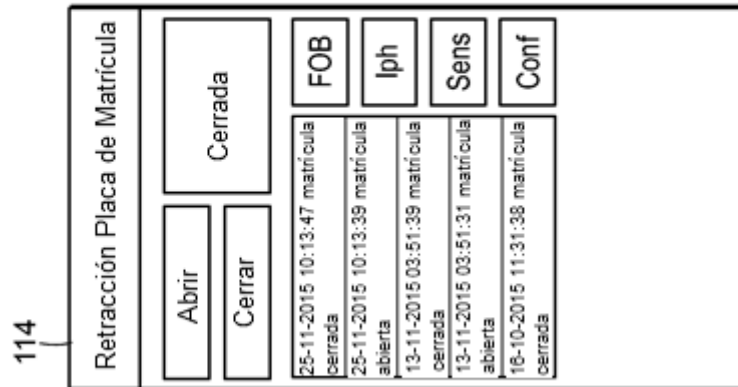 114
Retracción Placa de Matrícula
Abrir
Cerrar
Cerrada
25-11-2015 10:13:47 matrícula
cerrada
25-11-2015 10:13:39 matrícula
abierta
13-11-2015 03:51:39 matrícula
cerrada
13-11-2015 03:51:31 matrícula
abierta
16-10-2015 11:31:38 matrícula
cerrada
FOB
Iph
Sens
Conf